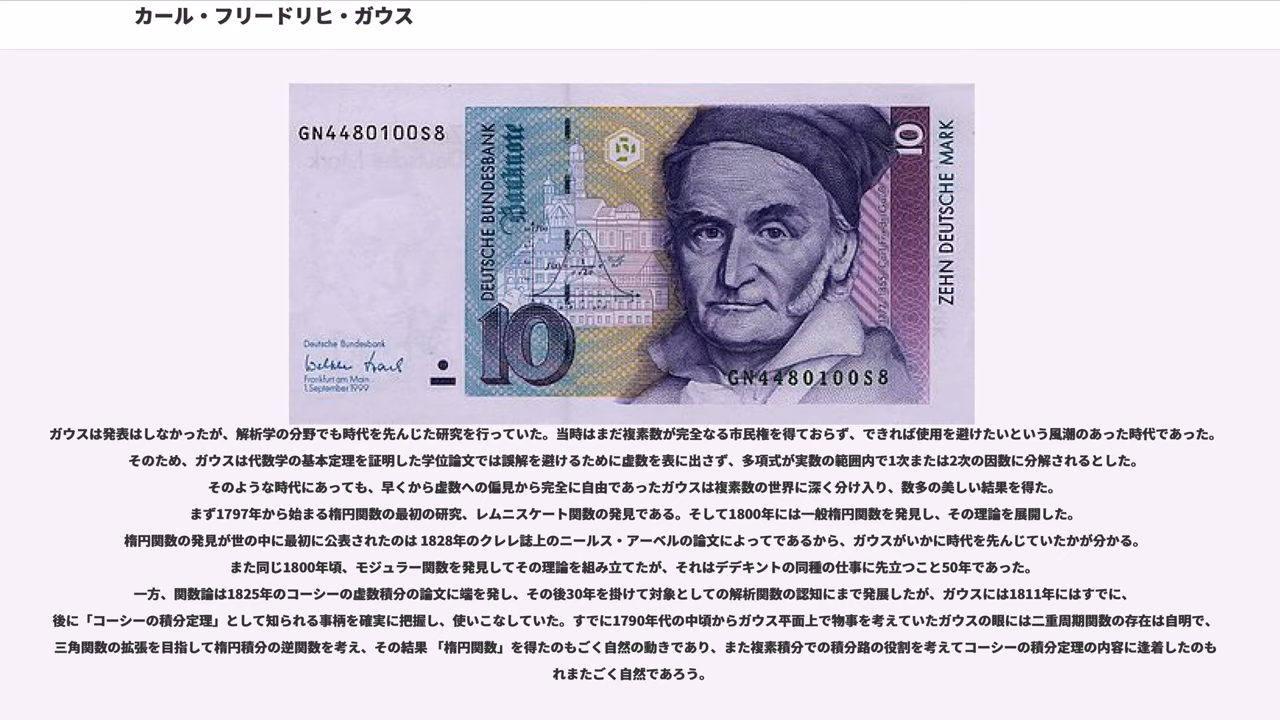 カール・フリードリヒ・ガウス
GN4480100S8
DEUTSCHE BUNDESBANK
Banknote
10
ZEHN DEUTSCHE MARK
10
Deutsche Bundesbank
Frankfurt am Main
1.September 1999
GN4480100S8
ガウスは発表はしなかったが、解析学の分野でも時代を先んじた研究を行っていた。当時はまだ複素数が完全なる市民権を得ておらず、できれば使用を避けたいという風潮のあった時代であった。
そのため、ガウスは代数学の基本定理を証明した学位論文では誤解を避けるために虚数を表に出さず、多項式が実数の範囲内で1次または2次の因数に分解されるとした。
そのような時代にあっても、早くから虚数への偏見から完全に自由であったガウスは複素数の世界に深く分け入り、数多の美しい結果を得た。
まず1797年から始まる楕円関数の最初の研究、レムニスケート関数の発見である。そして1800年には一般楕円関数を発見し、その理論を展開した。
楕円関数の発見が世の中に最初に公表されたのは 1828年のクレレ誌上のニールス・アーベルの論文によってであるから、ガウスがいかに時代を先んじていたかが分かる。
また同じ1800年頃、モジュラー関数を発見してその理論を組み立てたが、それはデデキントの同種の仕事に先立つこと50年であった。
一方、関数論は1825年のコーシーの虚数積分の論文に端を発し、その後30年を掛けて対象としての解析関数の認知にまで発展したが、ガウスには1811年にはすでに、
後に「コーシーの積分定理」として知られる事柄を確実に把握し、使いこなしていた。すでに1790年代の中頃からガウス平面上で物事を考えていたガウスの眼には二重周期関数の存在は自明で、
三角関数の拡張を目指して楕円積分の逆関数を考え、その結果 「楕円関数」を得たのもごく自然の動きであり、また複素積分での積分路の役割を考えてコーシーの積分定理の内容に逢着したのも
れまたごく自然であろう。